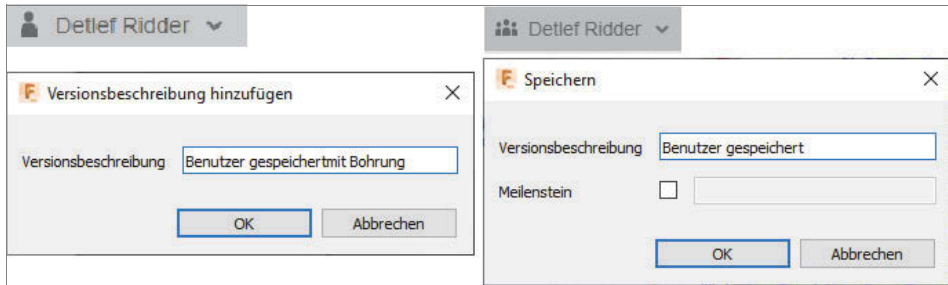 Detlef Ridder
Versionsbeschreibung hinzufügen
Versionsbeschreibung Benutzer gespeichertmit Bohrung
OK Abbrechen
Detlef Ridder
Speichern
Versionsbeschreibung Benutzer gespeichert
Meilenstein
OK Abbrechen